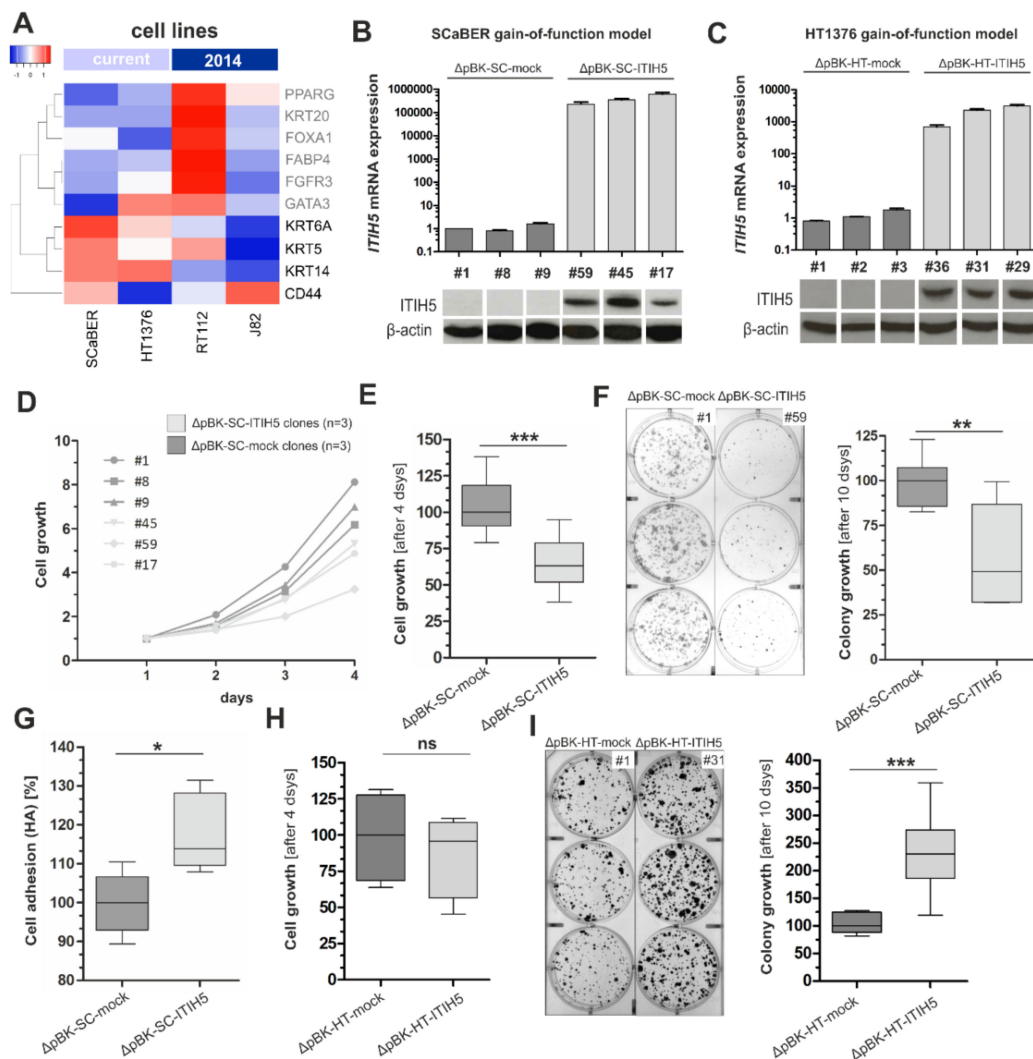 A
cell lines
-1 0 1
current
2014
PPARG
KRT20
FOXA1
FABP4
FGFR3
GATA3
KRT6A
KRT5
KRT14
CD44
SCaBER
HT1376
RT112
J82
B
SCaBER gain-of-function model
ΔpBK-SC-mock
ΔpBK-SC-ITIH5
ITIH5 mRNA expression
1000000
100000
10000
1000
100
10
1
0.1
#1 #8 #9 #59 #45 #17
ITIH5
β-actin
C
HT1376 gain-of-function model
ΔpBK-HT-mock
ΔpBK-HT-ITIH5
ITIH5 mRNA expression
10000
1000
100
10
1
0.1
#1 #2 #3 #36 #31 #29
ITIH5
β-actin
D
ΔpBK-SC-ITIH5 clones (n=3)
ΔpBK-SC-mock clones (n=3)
#1
#8
#9
#45
#59
#17
Cell growth
10
8
6
4
2
0
1 2 3 4
days
E
***
Cell growth [after 4 dsys]
150
125
100
75
50
25
0
ΔpBK-SC-mock
ΔpBK-SC-ITIH5
F
ΔpBK-SC-mock ΔpBK-SC-ITIH5
#1
#59
**
Colony growth [after 10 dsys]
125
100
75
50
25
0
ΔpBK-SC-mock
ΔpBK-SC-ITIH5
G
*
Cell adhesion (HA) [%]
140
130
120
110
100
90
80
ΔpBK-SC-mock
ΔpBK-SC-ITIH5
H
ns
Cell growth [after 4 dsys]
150
125
100
75
50
25
0
ΔpBK-HT-mock
ΔpBK-HT-ITIH5
I
ΔpBK-HT-mock ΔpBK-HT-ITIH5
#1
#31
***
Colony growth [after 10 dsys]
400
350
300
250
200
150
100
50
0
ΔpBK-HT-mock
ΔpBK-HT-ITIH5